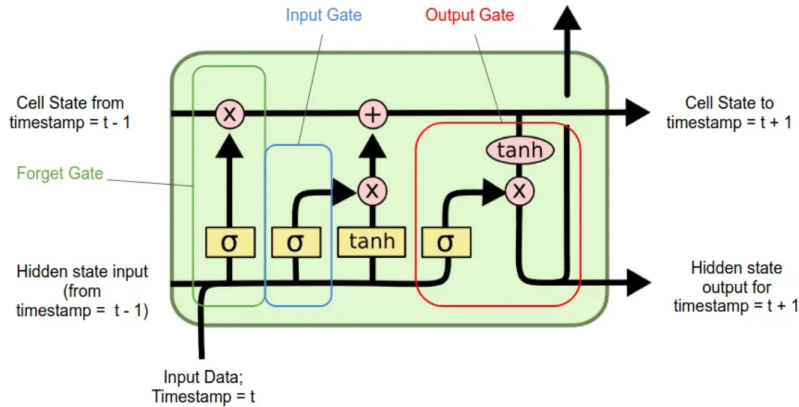 Input Gate
Output Gate
Cell State from
timestamp = t - 1
x
+
Cell State to
timestamp = t + 1
tanh
Forget Gate
x
x
σ
σ
tanh
σ
Hidden state input
(from
timestamp = t - 1)
Hidden state
output for
timestamp = t + 1
Input Data;
Timestamp = t